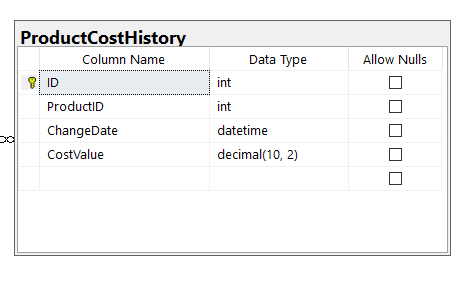 ProductCostHistory
Column Name Data Type Allow Nulls
ID int
ProductID int
ChangeDate datetime
CostValue decimal(10, 2)